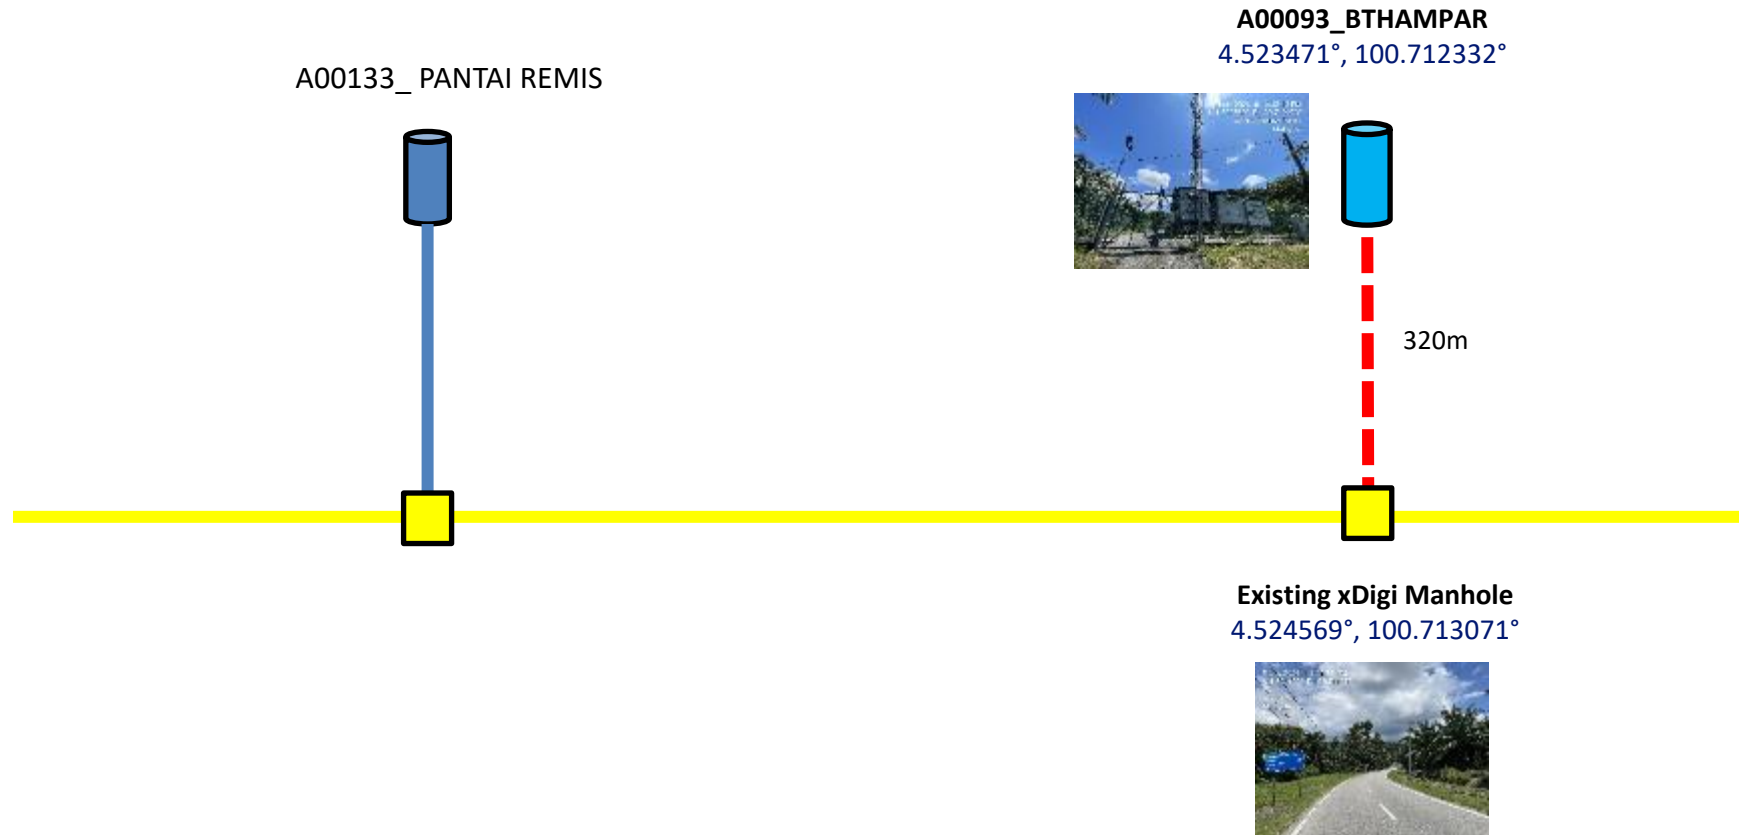 A00093_BTHAMPAR
4.523471°, 100.712332°
A00133_ PANTAI REMIS
320m
Existing xDigi Manhole
4.524569°, 100.713071°